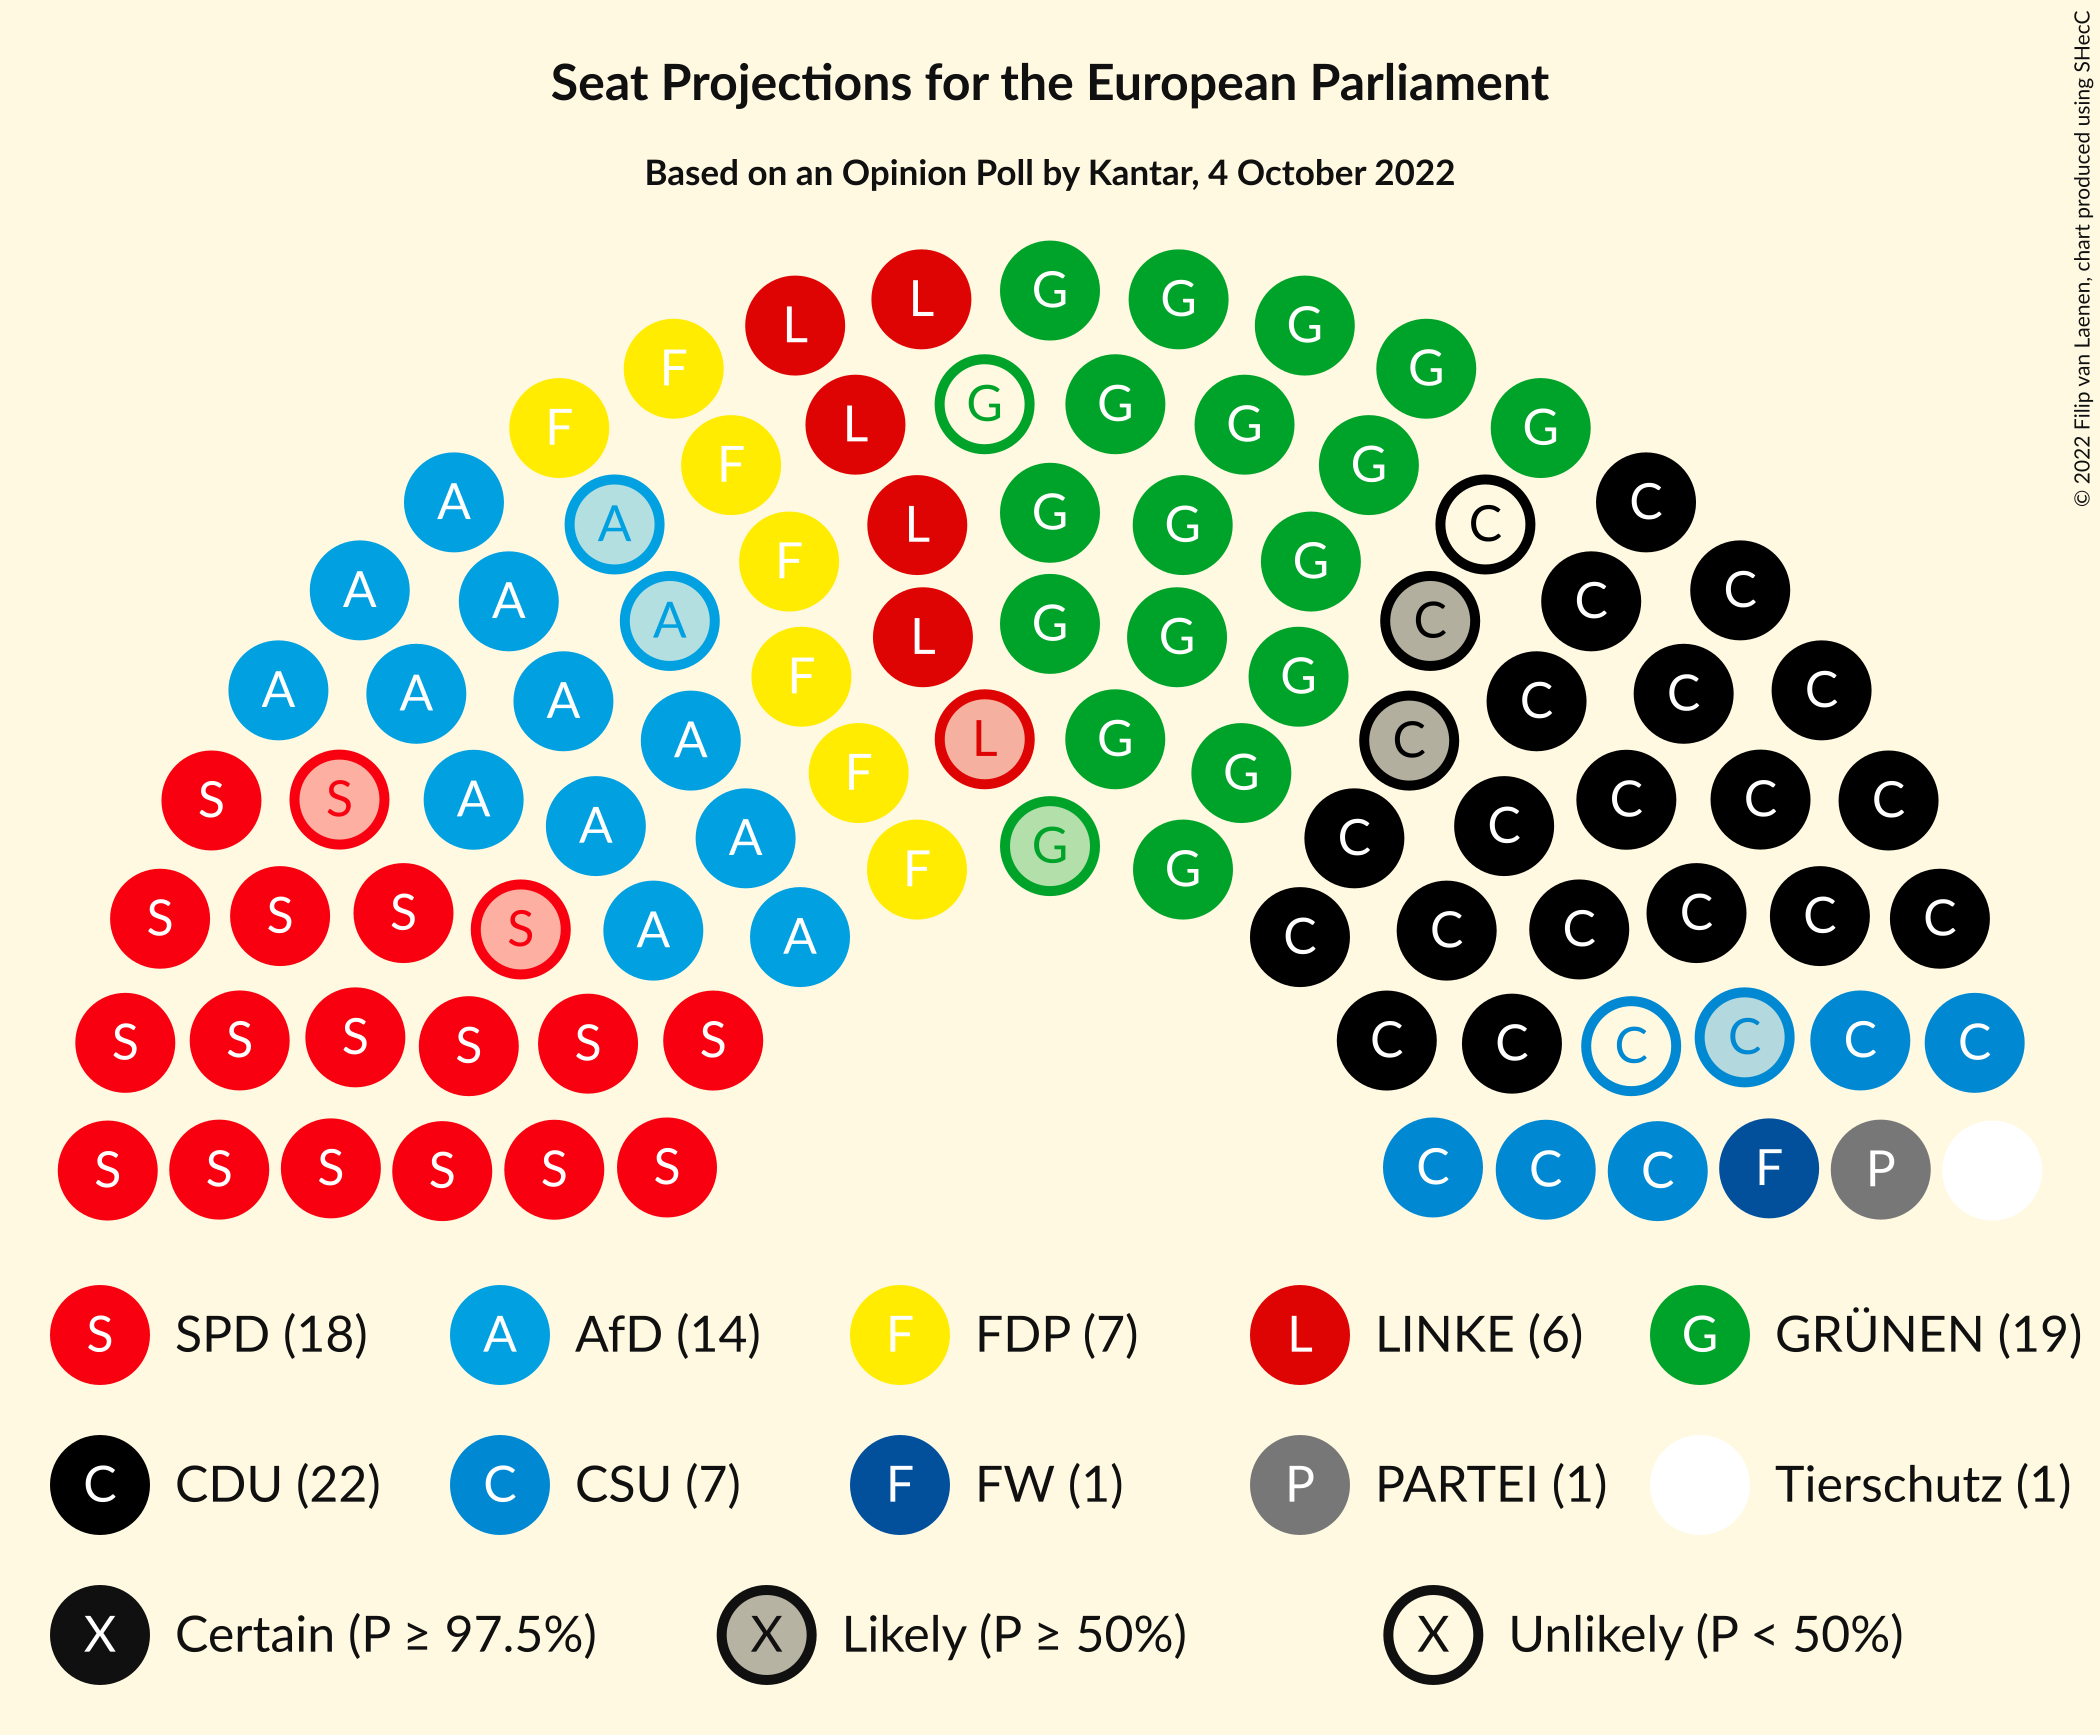 Seat Projections for the European Parliament
Based on an Opinion Poll by Kantar, 4 October 2022
© 2022 Filip van Laenen, chart produced using SHecC
G
L G
L G
F G
L G G
F G
F G
A C
G
L G
A C
A C
F G
A C
L G
A C
F G
A C
A C
A C
L G
A C
F G
S C
S C
A C
A C
A C
G
F G
S C
S C
S C
S C
A C
A C
S C
S C
S C
S C
S C
S C
S S S S S S C C C F P
S SPD (18) A AfD (14) F FDP (7) L LINKE (6) G GRÜNEN (19)
C CDU (22) C CSU (7) F FW (1) P PARTEI (1) Tierschutz (1)
X Certain (P ≥ 97.5%) X Likely (P ≥ 50%) X Unlikely (P < 50%)